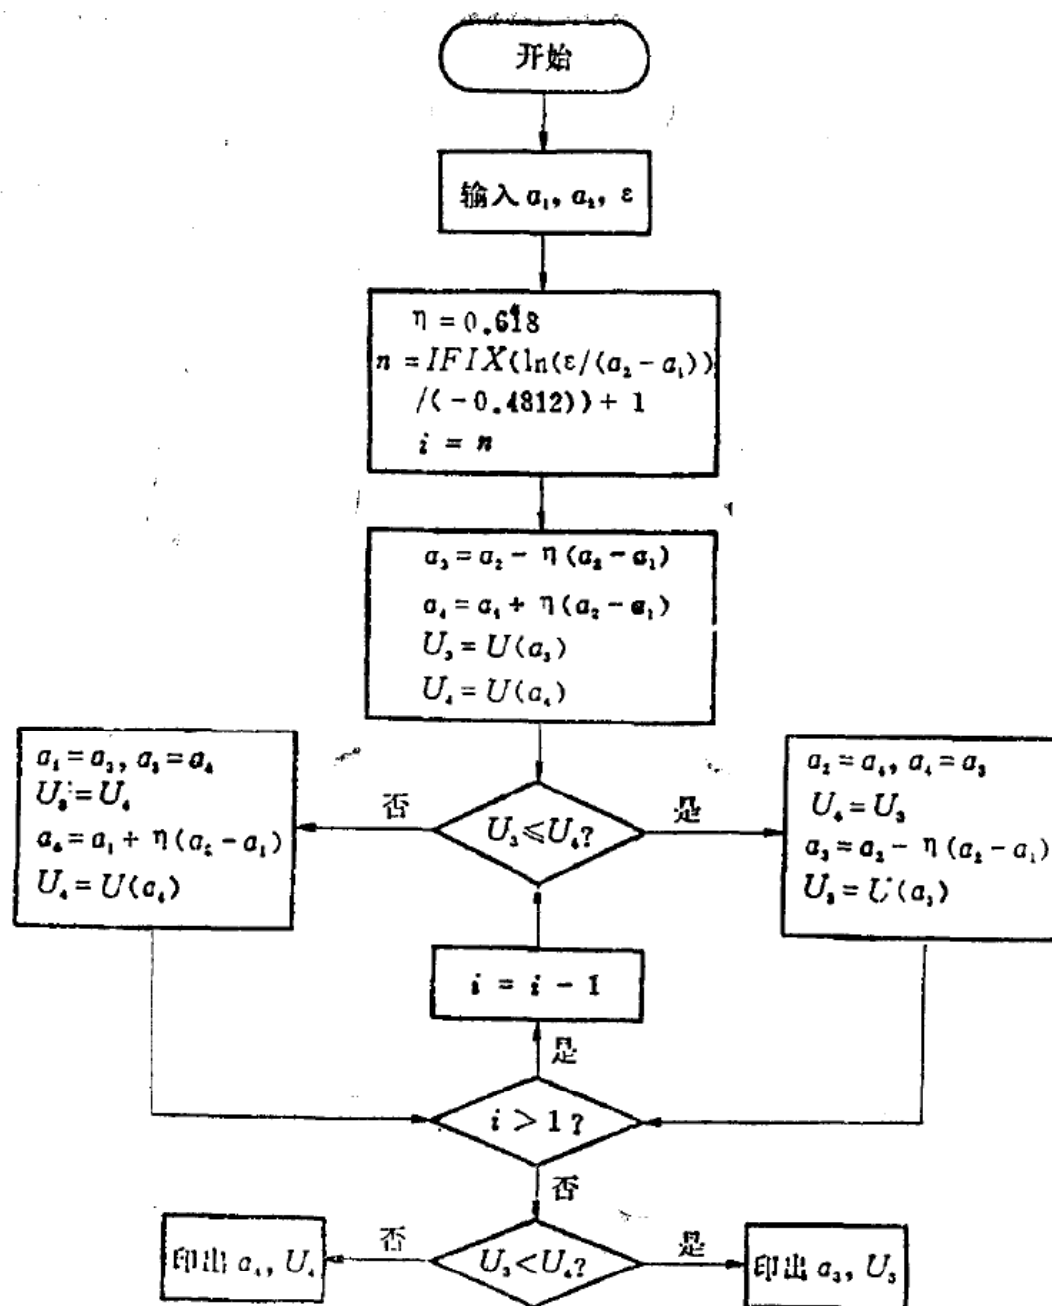 开始
输入 a₁, a₂, ε
η = 0.618
n = IFIX(ln(ε/(a₂ - a₁))
/(-0.4812)) + 1
i = n
a₃ = a₂ - η(a₂ - a₁)
a₄ = a₁ + η(a₂ - a₁)
U₃ = U(a₃)
U₄ = U(a₄)
a₁ = a₃, a₃ = a₄
U₃ = U₄
a₄ = a₁ + η(a₂ - a₁)
U₄ = U(a₄)
否
U₃ ≤ U₄?
是
a₂ = a₄, a₄ = a₃
U₄ = U₃
a₃ = a₂ - η(a₂ - a₁)
U₃ = U(a₃)
i = i - 1
是
i > 1?
否
印出 a₄, U₄
否
U₃ < U₄?
是
印出 a₃, U₃